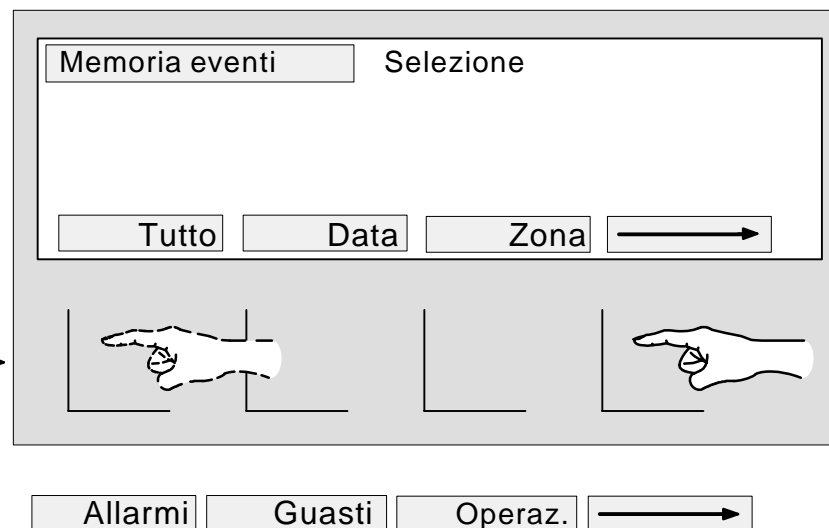 Memoria eventi Selezione
Tutto Data Zona
Allarmi Guasti Operaz.